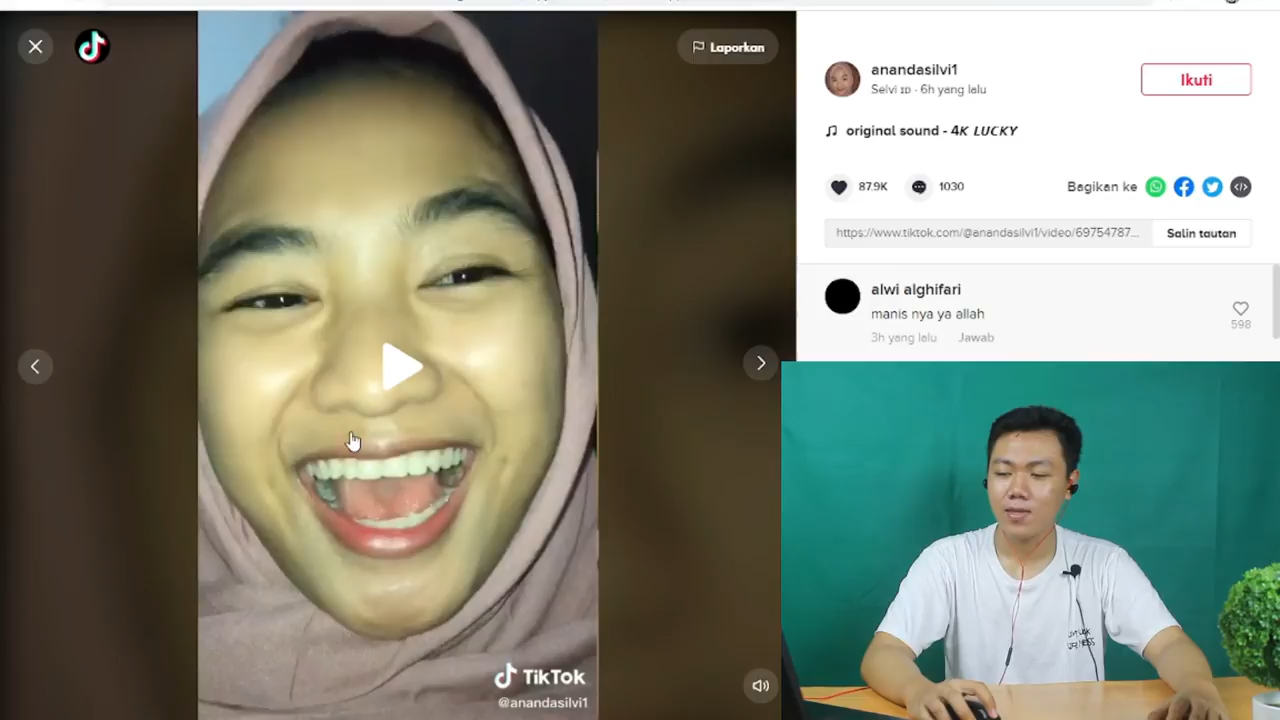 Laporkan
TikTok
@anandasilvi1
anandasilvi1
Selvi ID · 6h yang lalu
Ikuti
original sound - 4K LUCKY
87.9K
1030
Bagikan ke
https://www.tiktok.com/@anandasilvi1/video/69754787...
Salin tautan
alwi alghifari
manis nya ya allah
598
3h yang lalu
Jawab